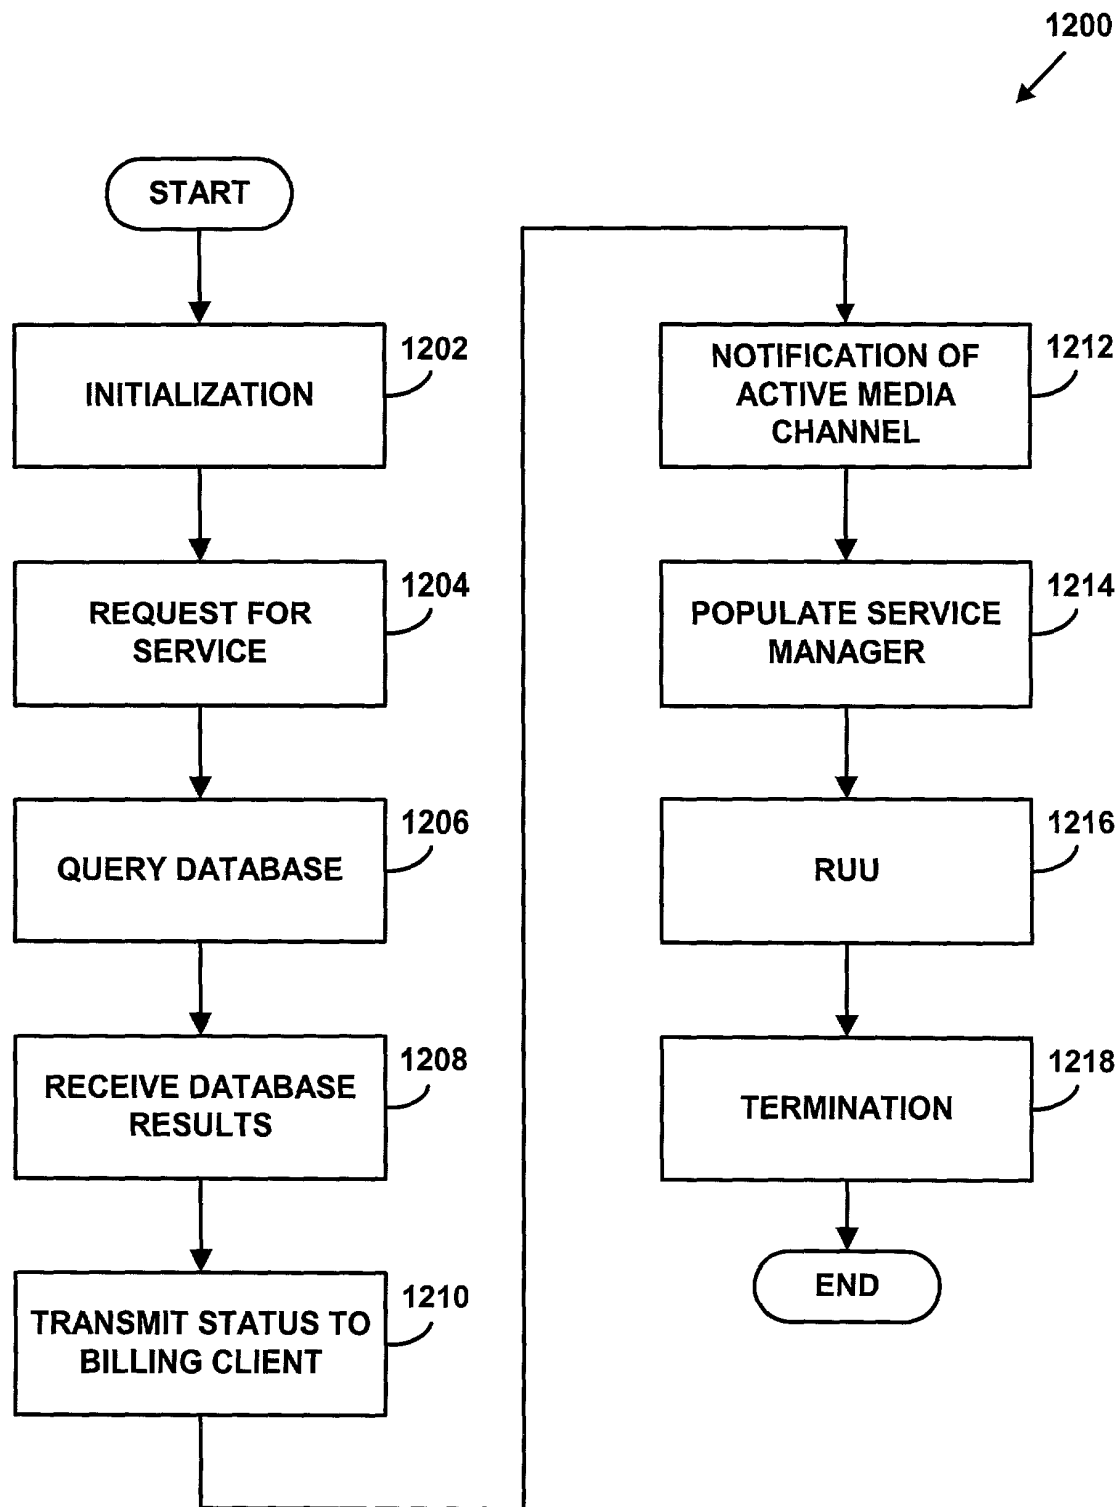 1200
START
INITIALIZATION
1202
REQUEST FOR
SERVICE
1204
QUERY DATABASE
1206
RECEIVE DATABASE
RESULTS
1208
TRANSMIT STATUS TO
BILLING CLIENT
1210
NOTIFICATION OF
ACTIVE MEDIA
CHANNEL
1212
POPULATE SERVICE
MANAGER
1214
RUU
1216
TERMINATION
1218
END